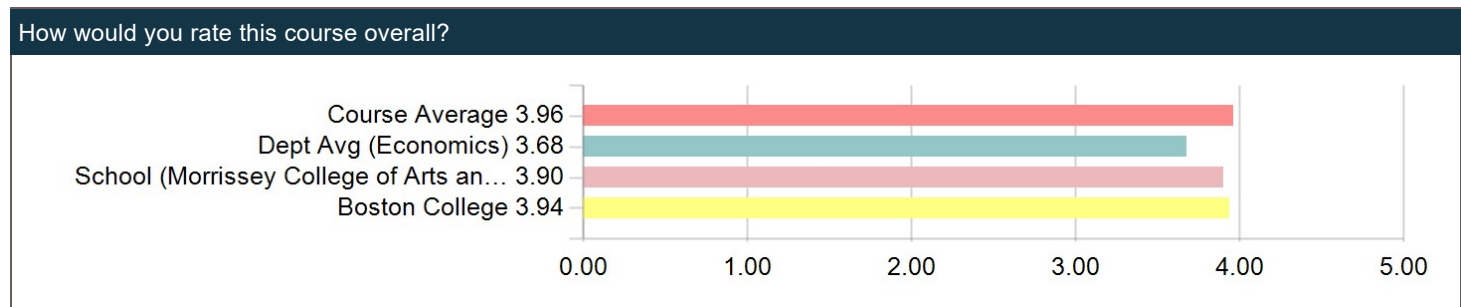 How would you rate this course overall?
Course Average 3.96
Dept Avg (Economics) 3.68
School (Morrissey College of Arts an... 3.90
Boston College 3.94
0.00 1.00 2.00 3.00 4.00 5.00